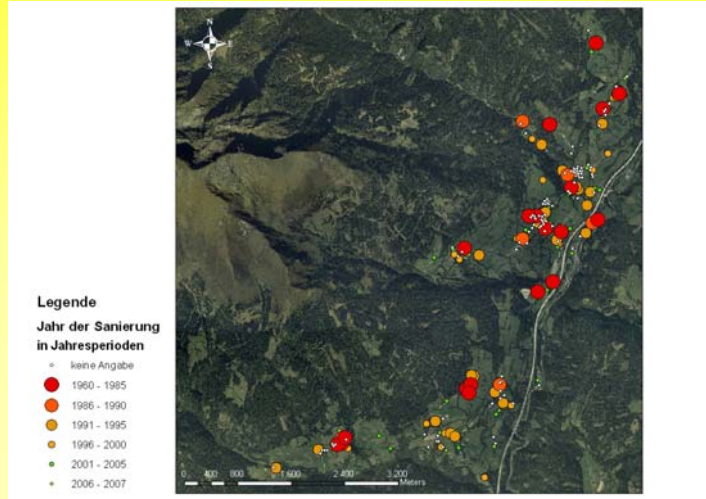 N
W E
S
Legende
Jahr der Sanierung
in Jahresperioden
keine Angabe
1960 - 1985
1986 - 1990
1991 - 1995
1996 - 2000
2001 - 2005
2006 - 2007
0 400 800 1.600 2.400 3.200
Meters